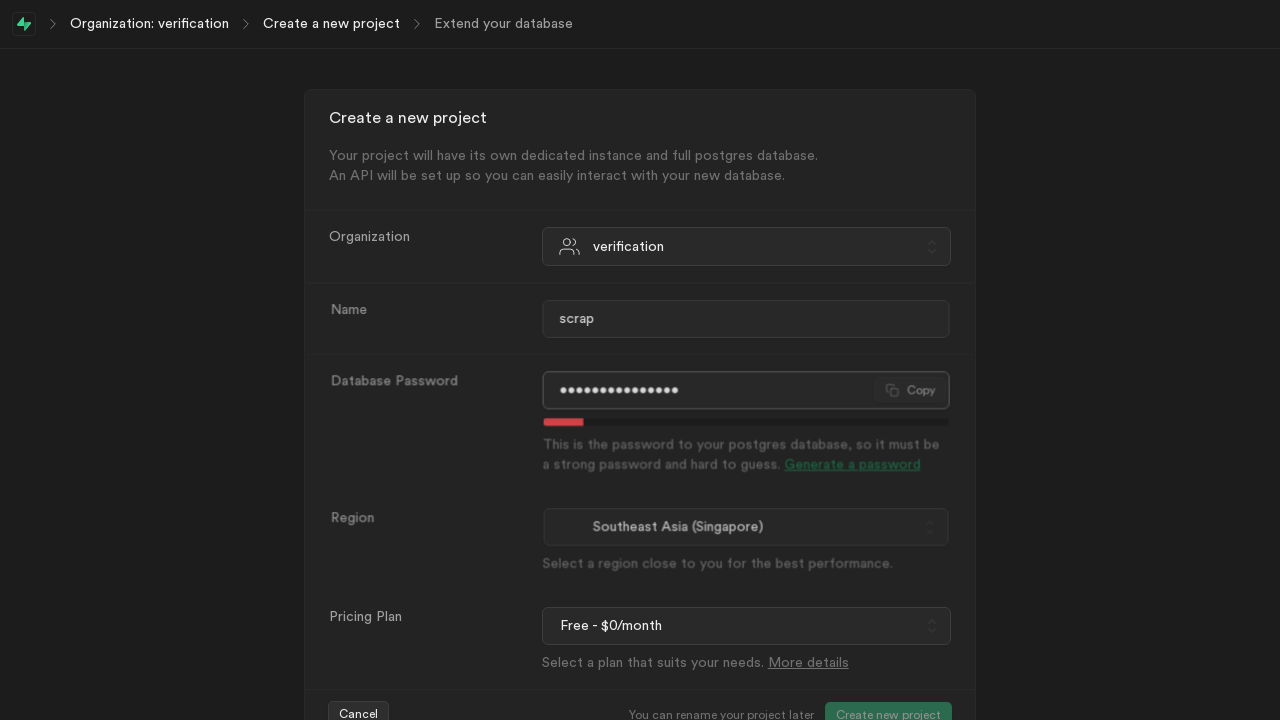 Organization: verification Create a new project Extend your database
Create a new project
Your project will have its own dedicated instance and full postgres database.
An API will be set up so you can easily interact with your new database.
Organization verification
Name scrap
Database Password ••••••••••••••• Copy
This is the password to your postgres database, so it must be
a strong password and hard to guess. Generate a password
Region Southeast Asia (Singapore)
Select a region close to you for the best performance.
Pricing Plan Free - $0/month
Select a plan that suits your needs. More details
Cancel You can rename your project later Create new project